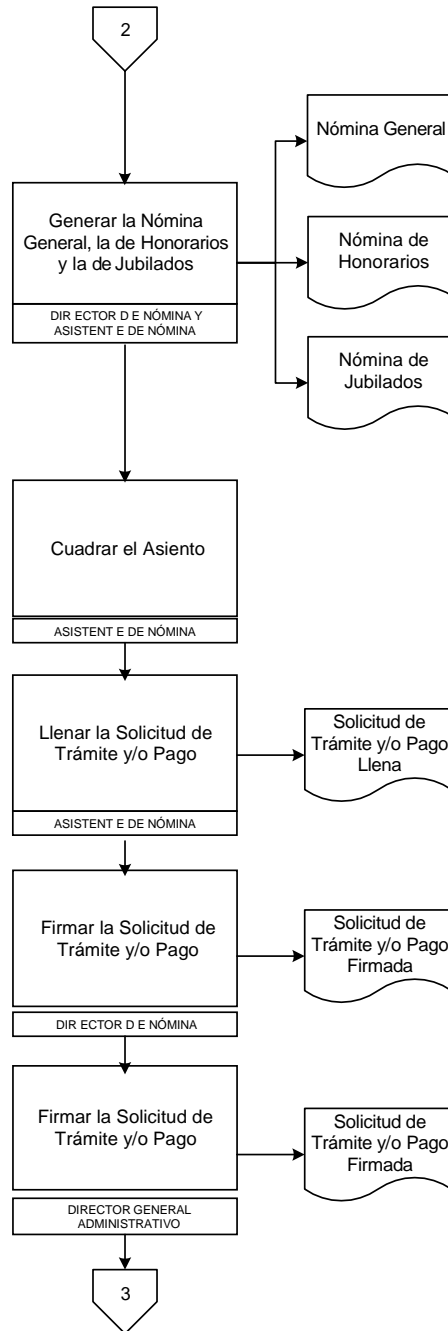 2
Generar la Nómina
General, la de Honorarios
y la de Jubilados
DIR ECTOR D E NÓMINA Y
ASISTENT E DE NÓMINA
Nómina General
Nómina de
Honorarios
Nómina de
Jubilados
Cuadrar el Asiento
ASISTENT E DE NÓMINA
Llenar la Solicitud de
Trámite y/o Pago
ASISTENT E DE NÓMINA
Solicitud de
Trámite y/o Pago
Llena
Firmar la Solicitud de
Trámite y/o Pago
DIR ECTOR D E NÓMINA
Solicitud de
Trámite y/o Pago
Firmada
Firmar la Solicitud de
Trámite y/o Pago
DIRECTOR GENERAL
ADMINISTRATIVO
Solicitud de
Trámite y/o Pago
Firmada
3